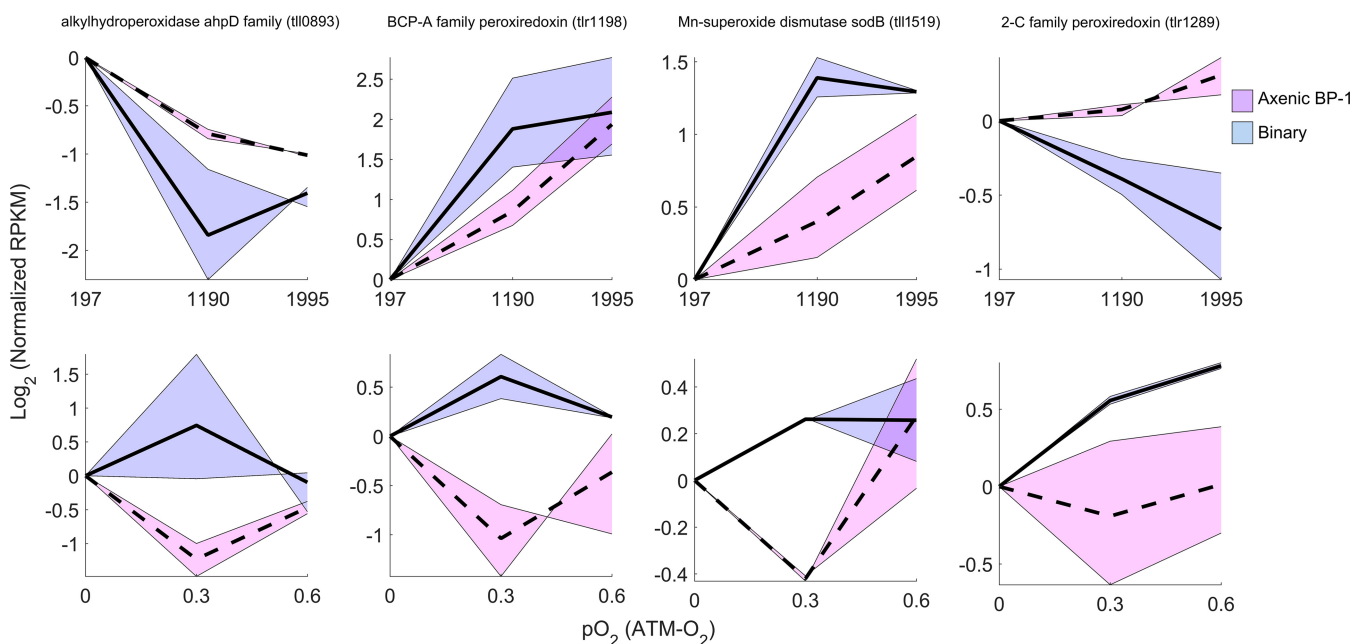 alkylhydroperoxidase ahpD family (tll0893)
BCP-A family peroxiredoxin (tlr1198)
Mn-superoxide dismutase sodB (tll1519)
2-C family peroxiredoxin (tlr1289)
Axenic BP-1
Binary
Log2 (Normalized RPKM)
0
-0.5
-1
-1.5
-2
197 1190 1995
2.5
2
1.5
1
0.5
0
197 1190 1995
1.5
1
0.5
0
197 1190 1995
0
-0.5
-1
197 1190 1995
1.5
1
0.5
0
-0.5
-1
0 0.3 0.6
0.5
0
-0.5
-1
0 0.3 0.6
0.4
0.2
0
-0.2
-0.4
0 0.3 0.6
0.5
0
0.5
0 0.3 0.6
pO2 (ATM-O2)